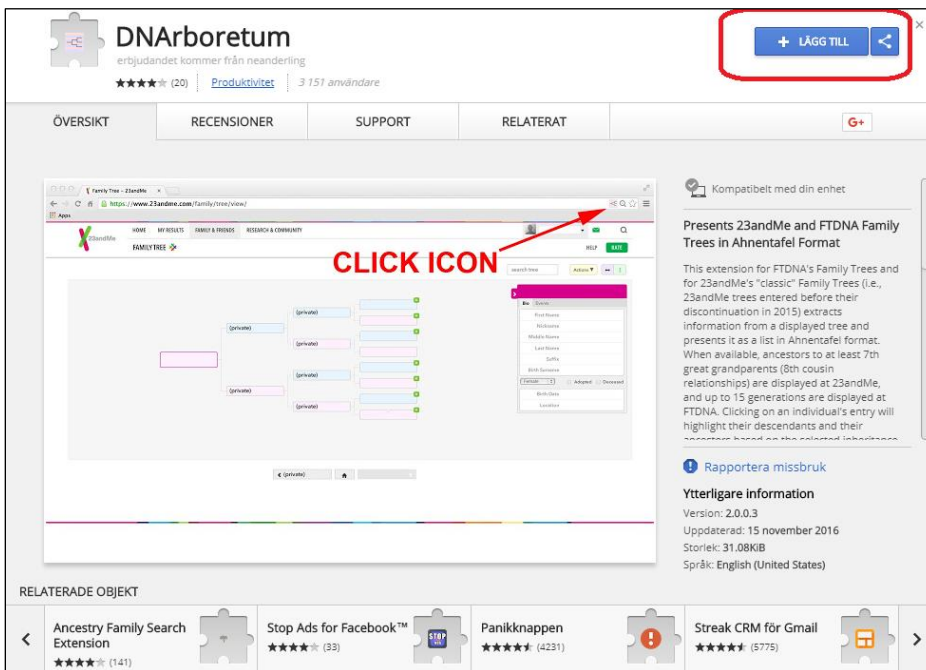 DNArboretum
erbjudandet kommer från neanderling
(20) Produktivitet 3 151 användare
+ LÄGG TILL
ÖVERSIKT RECENSIONER SUPPORT RELATERAT
G+
Family Tree - 23andMe
https://www.23andme.com/family/tree/view/
Apps
23andMe
HOME MY RESULTS FAMILY & FRIENDS RESEARCH & COMMUNITY
FAMILY TREE
HELP
CLICK ICON
search tree Actions
(private)
(private)
(private)
(private)
(private)
(private)
Bio Events
First Name
Nickname
Middle Name
Last Name
Suffix
Birth Surname
Female Adopted Deceased
Birth Date
Location
(private)
Kompatibelt med din enhet
Presents 23andMe and FTDNA Family
Trees in Ahnentafel Format
This extension for FTDNA's Family Trees and
for 23andMe's "classic" Family Trees (i.e.,
23andMe trees entered before their
discontinuation in 2015) extracts
information from a displayed tree and
presents it as a list in Ahnentafel format.
When available, ancestors to at least 7th
great grandparents (8th cousin
relationships) are displayed at 23andMe,
and up to 15 generations are displayed at
FTDNA. Clicking on an individual's entry will
highlight their descendants and their
ancestors based on the selected inheritance
Rapportera missbruk
Ytterligare information
Version: 2.0.0.3
Uppdaterad: 15 november 2016
Storlek: 31.08KiB
Språk: English (United States)
RELATERADE OBJEKT
Ancestry Family Search
Extension
(141)
Stop Ads for Facebook™
(33)
STOP
Panikknappen
(4231)
Streak CRM för Gmail
(5775)